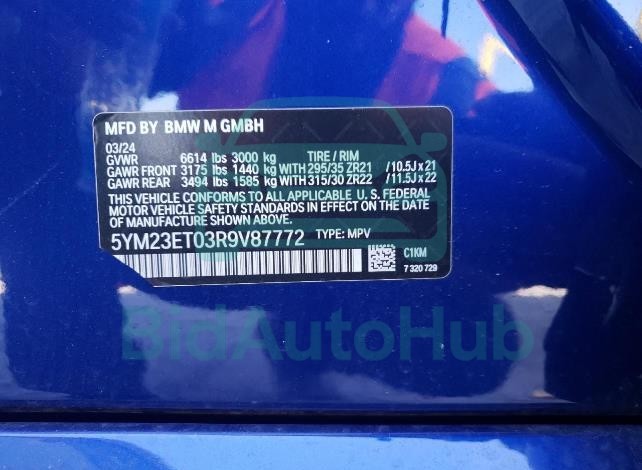 MFD BY BMW M GMBH
03/24
GVWR 6614 lbs 3000 kg TIRE / RIM
GAWR FRONT 3175 lbs 1440 kg WITH 295/35 ZR21 /10.5J x 21
GAWR REAR 3494 lbs 1585 kg WITH 315/30 ZR22 /11.5J x 22
THIS VEHICLE CONFORMS TO ALL APPLICABLE U. S. FEDERAL
MOTOR VEHICLE SAFETY STANDARDS IN EFFECT ON THE DATE
OF MANUFACTURE SHOWN ABOVE.
5YM23ET03R9V87772 TYPE: MPV
C1KM
7 320 729
BidAutoHub